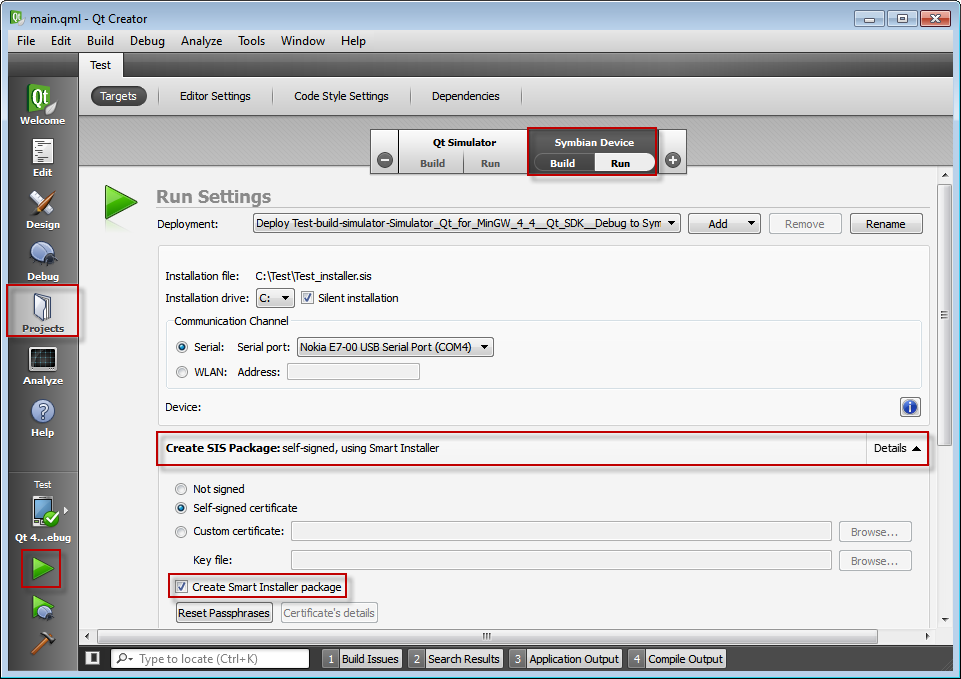 main.qml - Qt Creator
File Edit Build Debug Analyze Tools Window Help
Test
Targets Editor Settings Code Style Settings Dependencies
Qt Simulator
Build Run
Symbian Device
Build Run
Qt
Welcome
Edit
Design
Debug
Projects
Analyze
Help
Test
Qt 4...ebug
Run Settings
Deployment: Deploy Test-build-simulator-Simulator_Qt_for_MinGW_4_4__Qt_SDK__Debug to Sym Add Remove Rename
Installation file: C:\Test\Test_installer.sis
Installation drive: C: Silent installation
Communication Channel
Serial: Serial port: Nokia E7-00 USB Serial Port (COM4)
WLAN: Address:
Device:
Create SIS Package: self-signed, using Smart Installer Details
Not signed
Self-signed certificate
Custom certificate: Browse...
Key file: Browse...
Create Smart Installer package
Reset Passphrases Certificate's details
Type to locate (Ctrl+K) 1 Build Issues 2 Search Results 3 Application Output 4 Compile Output